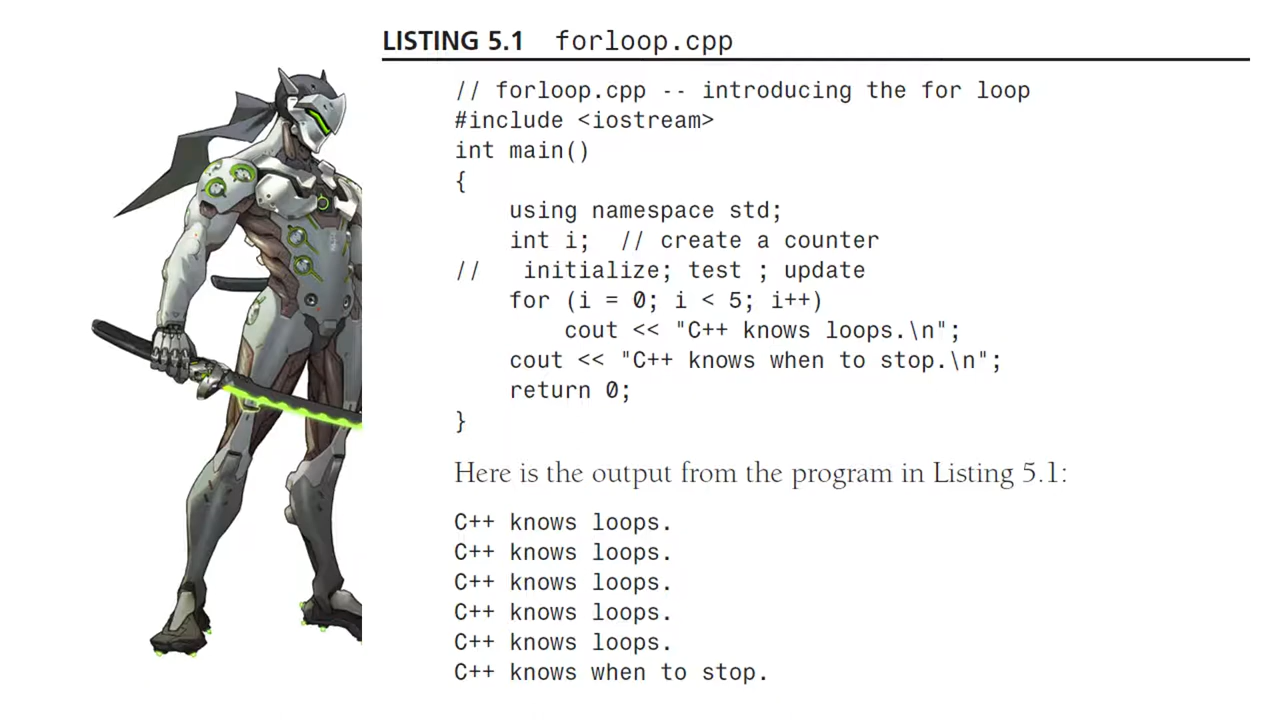 LISTING 5.1 forloop.cpp
// forloop.cpp -- introducing the for loop
#include <iostream>
int main()
{
    using namespace std;
    int i;  // create a counter
//   initialize; test ; update
    for (i = 0; i < 5; i++)
        cout << "C++ knows loops.\n";
    cout << "C++ knows when to stop.\n";
    return 0;
}
Here is the output from the program in Listing 5.1:
C++ knows loops.
C++ knows loops.
C++ knows loops.
C++ knows loops.
C++ knows loops.
C++ knows when to stop.